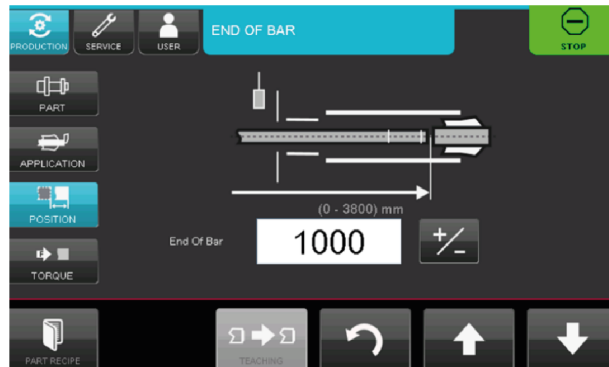 PRODUCTION
SERVICE
USER
END OF BAR
STOP
PART
APPLICATION
POSITION
TORQUE
(0 - 3800) mm
End Of Bar
1000
+/-
PART RECIPE
TEACHING